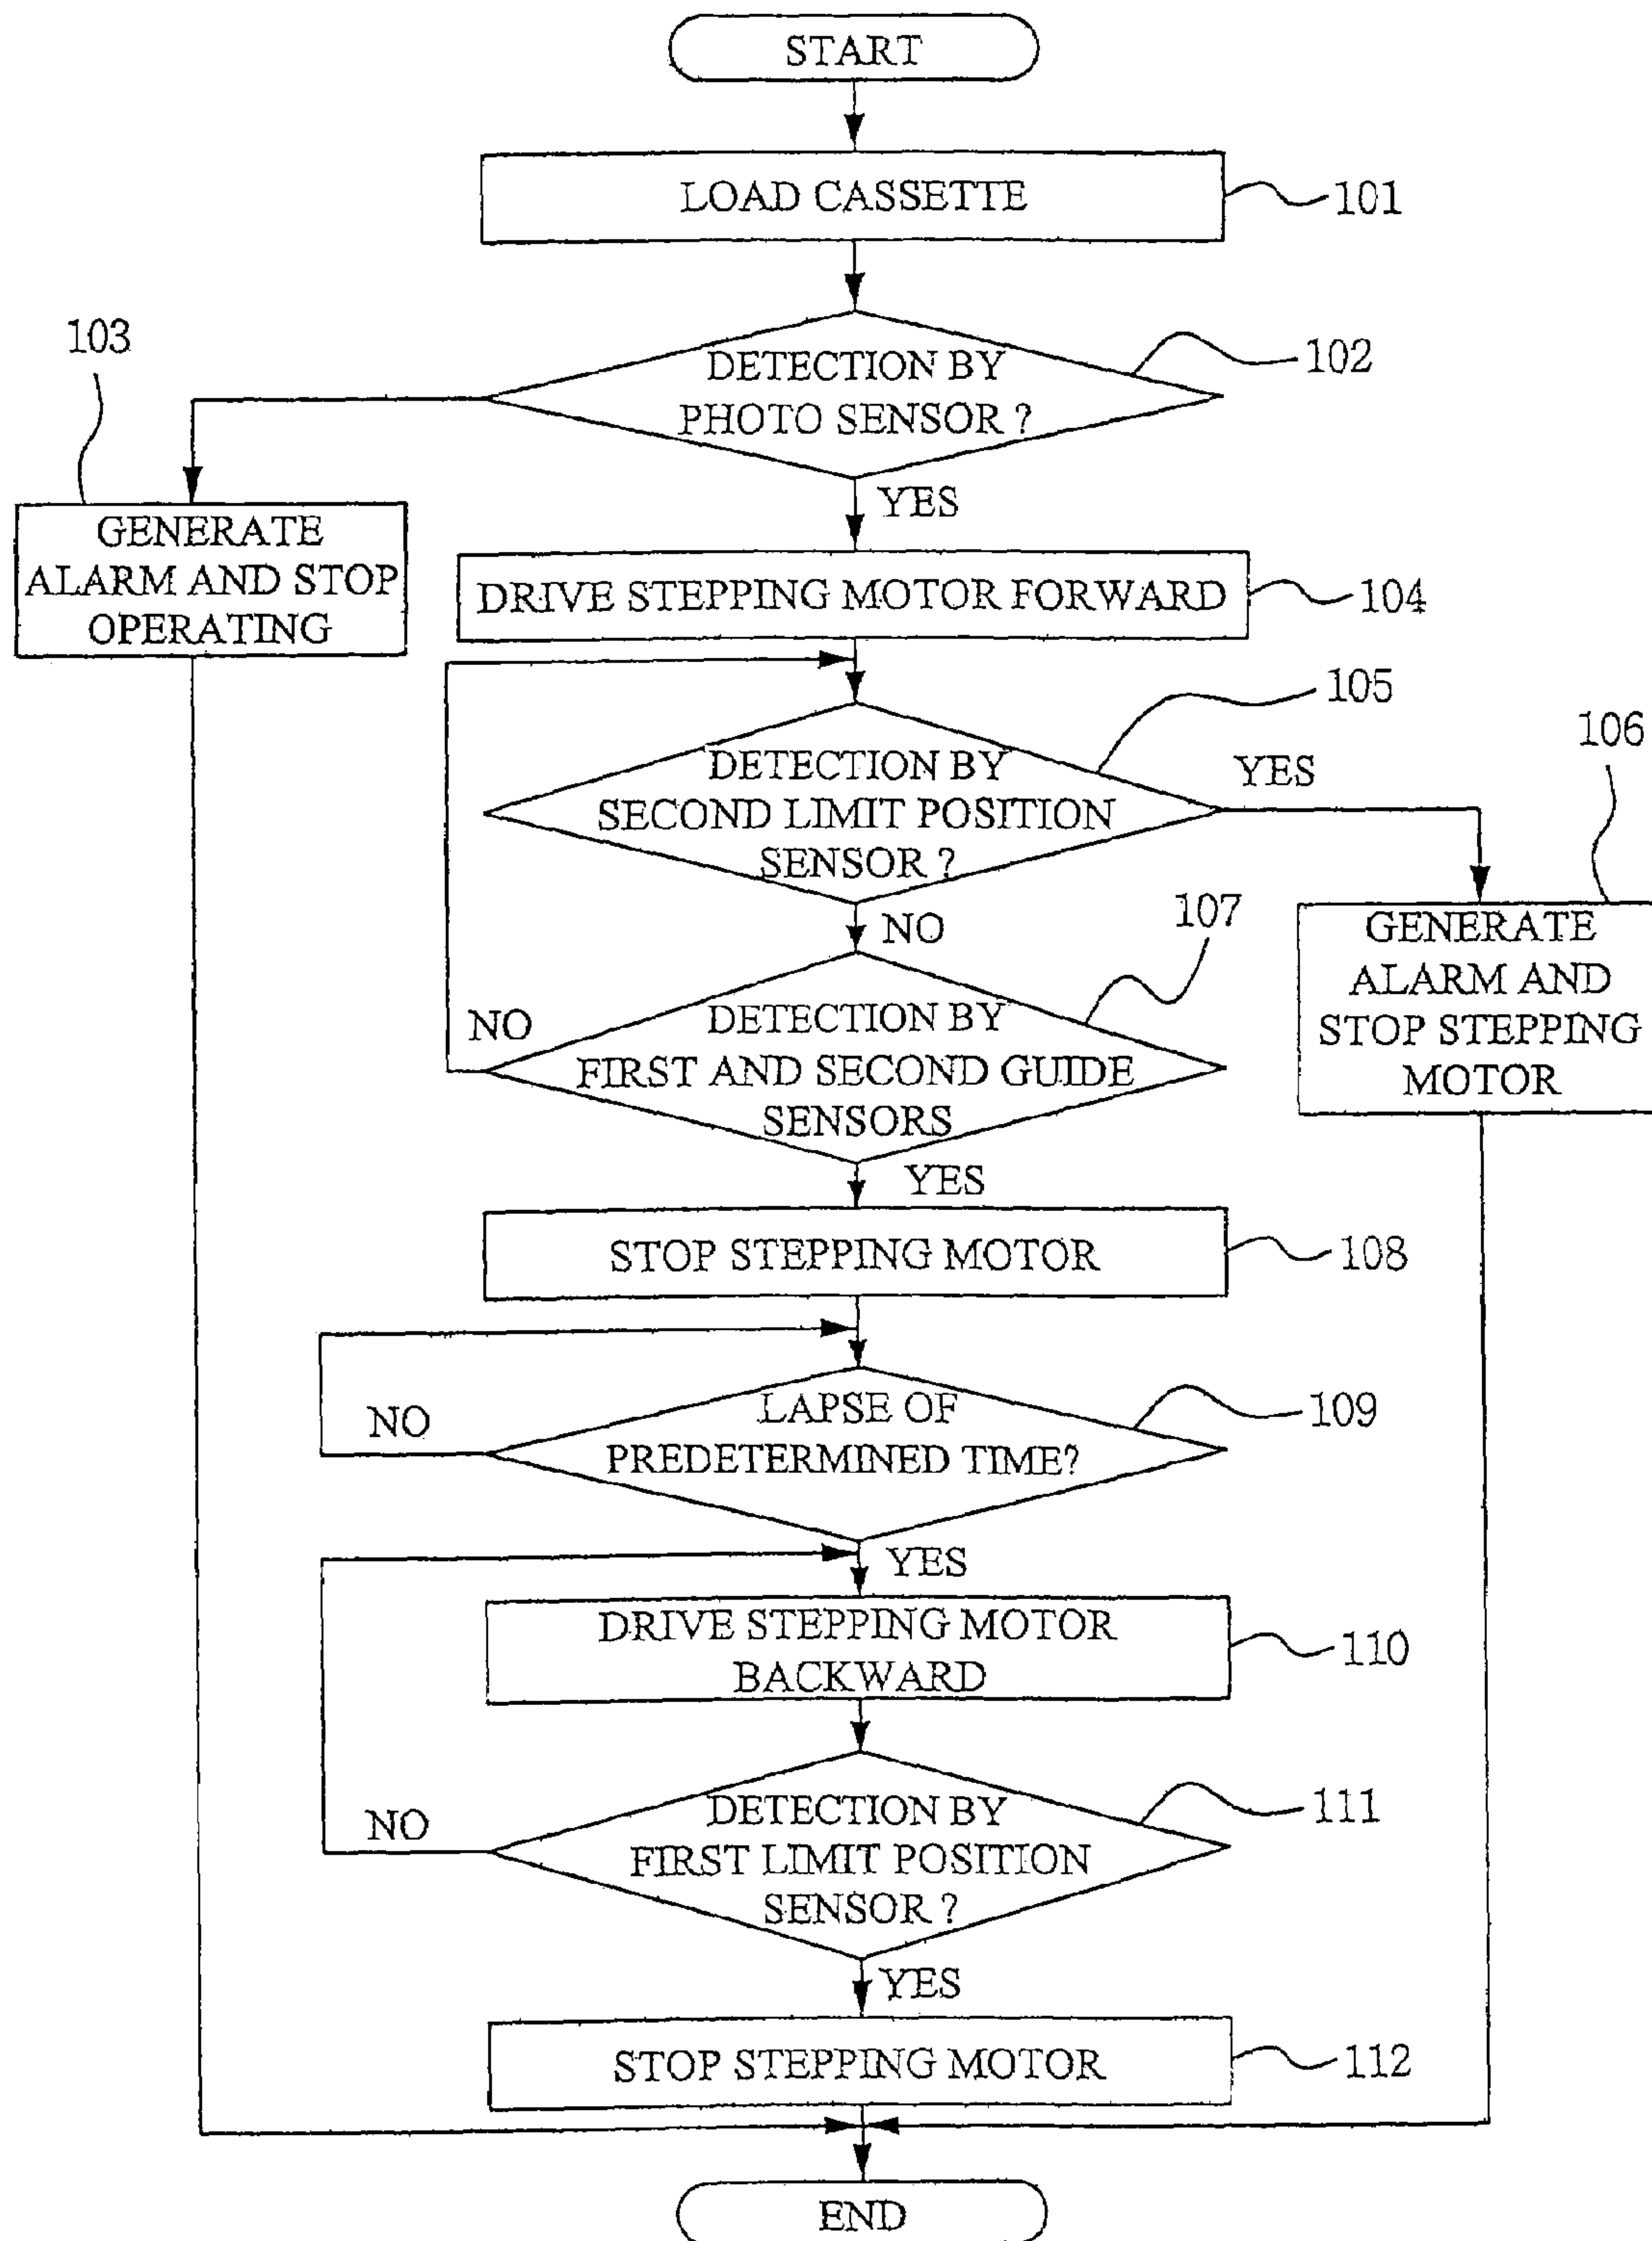 START
LOAD CASSETTE
101
103
DETECTION BY
PHOTO SENSOR ?
102
YES
GENERATE
ALARM AND STOP
OPERATING
DRIVE STEPPING MOTOR FORWARD
104
105
106
DETECTION BY
SECOND LIMIT POSITION
SENSOR ?
YES
NO
107
GENERATE
ALARM AND
STOP STEPPING
MOTOR
NO
DETECTION BY
FIRST AND SECOND GUIDE
SENSORS
YES
STOP STEPPING MOTOR
108
NO
LAPSE OF
PREDETERMINED TIME?
109
YES
DRIVE STEPPING MOTOR
BACKWARD
110
NO
DETECTION BY
FIRST LIMIT POSITION
SENSOR ?
111
YES
STOP STEPPING MOTOR
112
END